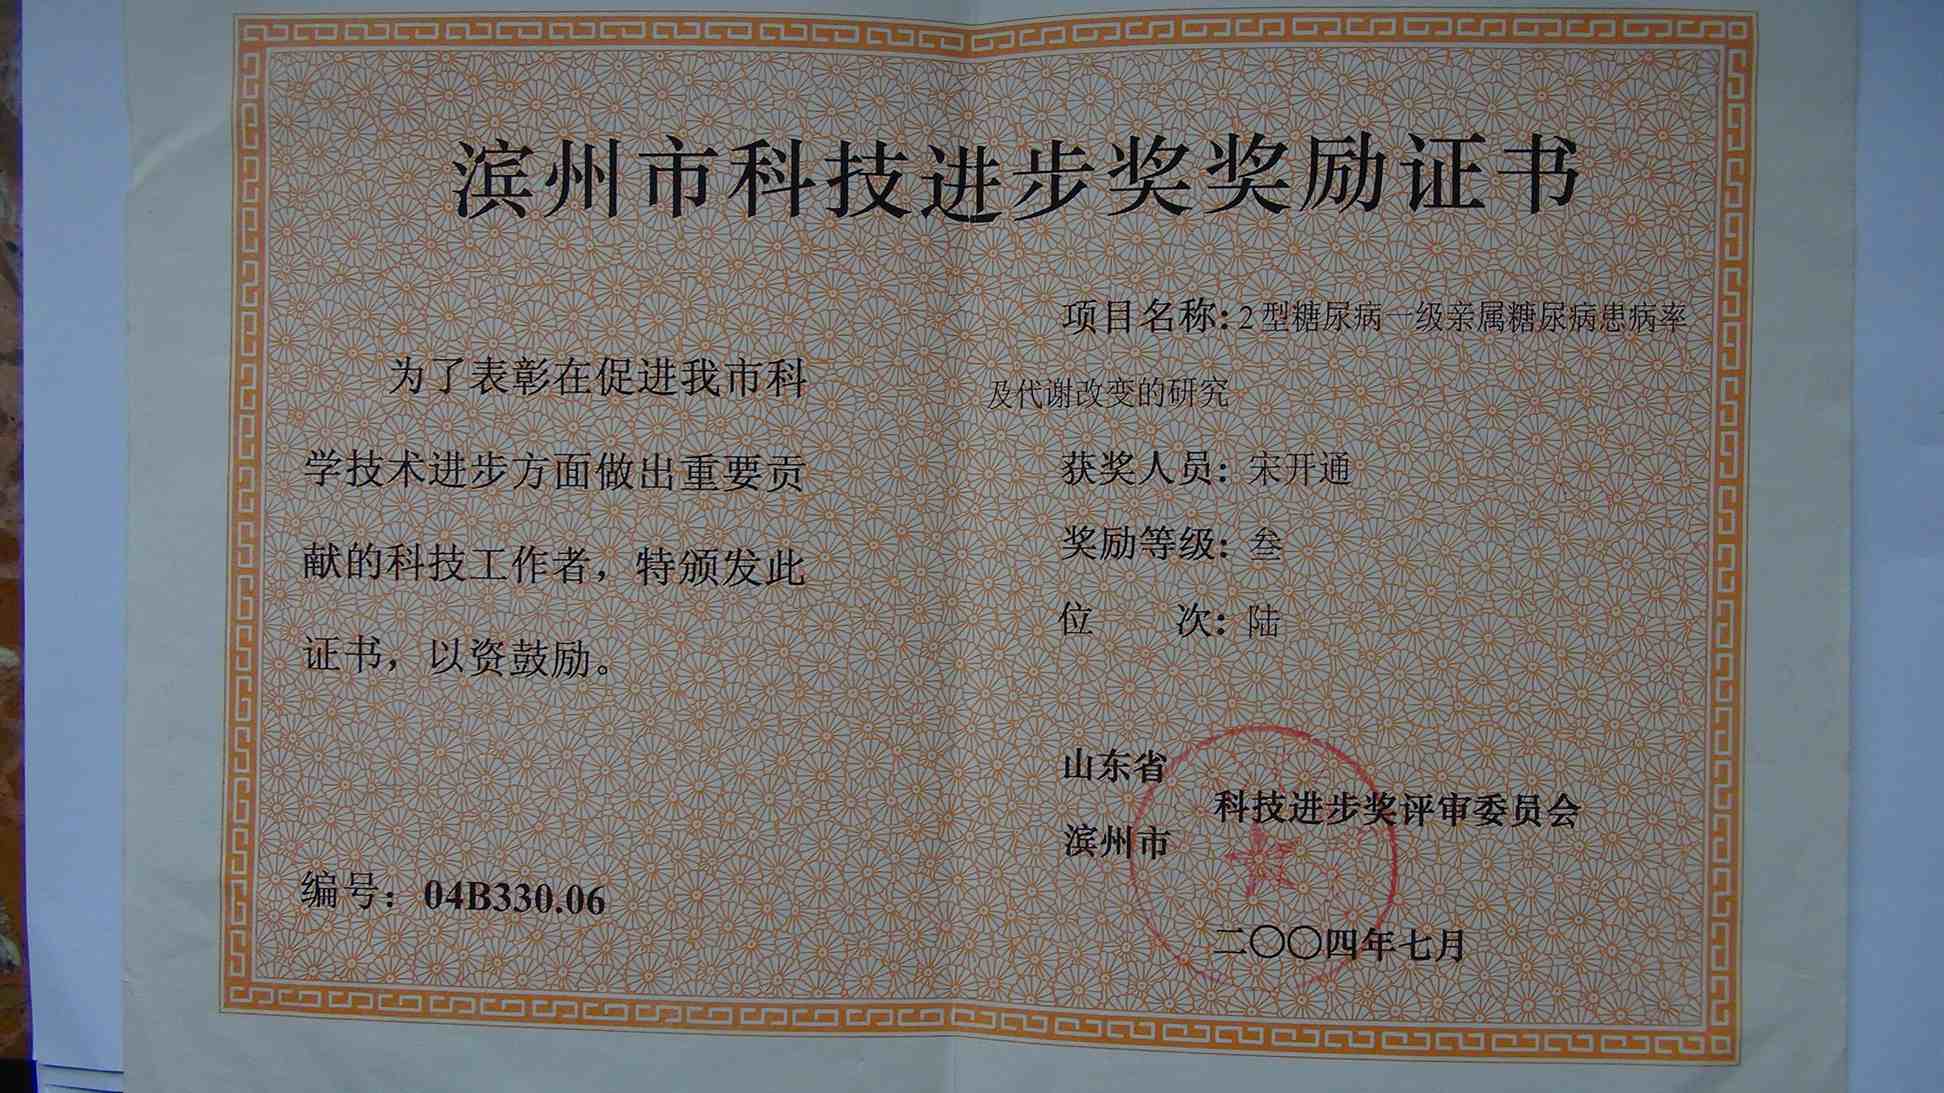 滨州市科技进步奖奖励证书
为了表彰在促进我市科
学技术进步方面做出重要贡
献的科技工作者，特颁发此
证书，以资鼓励。
编号：04B330.06
项目名称：2型糖尿病一级亲属糖尿病患病率
及代谢改变的研究
获奖人员：宋开通
奖励等级：叁
位次：陆
山东省
滨州市
科技进步奖评审委员会
二〇〇四年七月